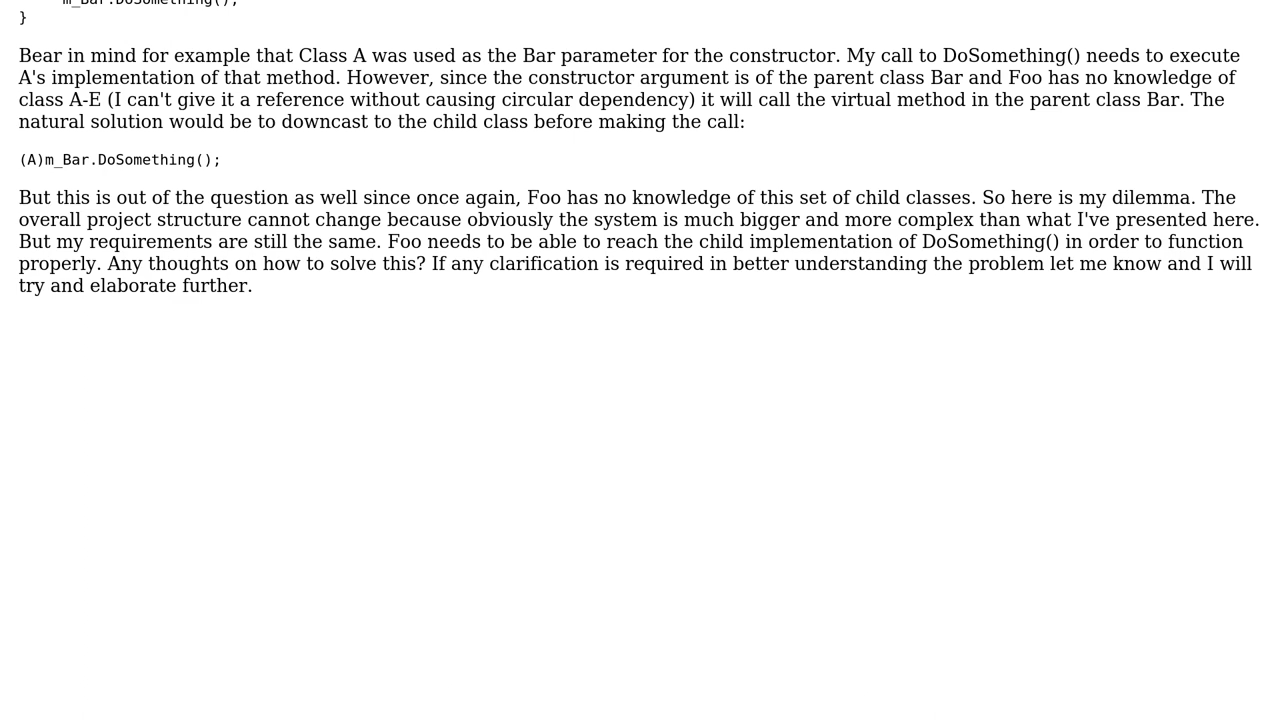 m_Bar.DoSomething();
}
Bear in mind for example that Class A was used as the Bar parameter for the constructor. My call to DoSomething() needs to execute
A's implementation of that method. However, since the constructor argument is of the parent class Bar and Foo has no knowledge of
class A-E (I can't give it a reference without causing circular dependency) it will call the virtual method in the parent class Bar. The
natural solution would be to downcast to the child class before making the call:
(A)m_Bar.DoSomething();
But this is out of the question as well since once again, Foo has no knowledge of this set of child classes. So here is my dilemma. The
overall project structure cannot change because obviously the system is much bigger and more complex than what I've presented here.
But my requirements are still the same. Foo needs to be able to reach the child implementation of DoSomething() in order to function
properly. Any thoughts on how to solve this? If any clarification is required in better understanding the problem let me know and I will
try and elaborate further.